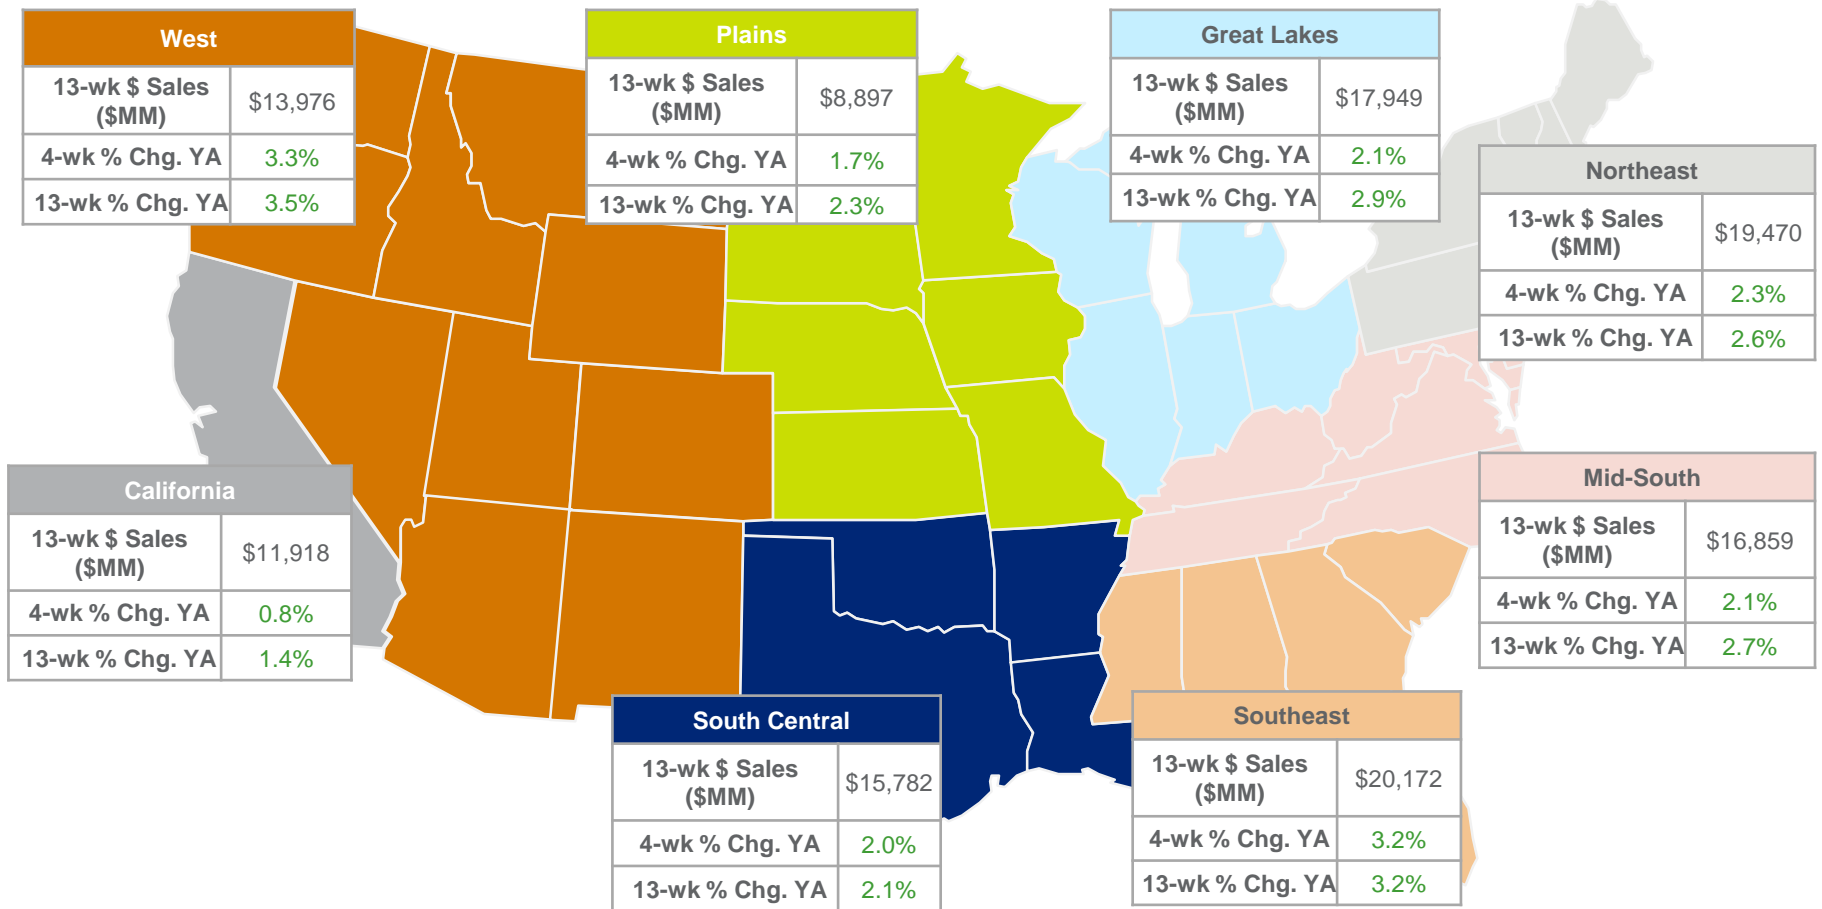 West
13-wk $ Sales
($MM)
$13,976
4-wk % Chg. YA
3.3%
13-wk % Chg. YA
3.5%
Plains
13-wk $ Sales
($MM)
$8,897
4-wk % Chg. YA
1.7%
13-wk % Chg. YA
2.3%
Great Lakes
13-wk $ Sales
($MM)
$17,949
4-wk % Chg. YA
2.1%
13-wk % Chg. YA
2.9%
Northeast
13-wk $ Sales
($MM)
$19,470
4-wk % Chg. YA
2.3%
13-wk % Chg. YA
2.6%
California
13-wk $ Sales
($MM)
$11,918
4-wk % Chg. YA
0.8%
13-wk % Chg. YA
1.4%
Mid-South
13-wk $ Sales
($MM)
$16,859
4-wk % Chg. YA
2.1%
13-wk % Chg. YA
2.7%
South Central
13-wk $ Sales
($MM)
$15,782
4-wk % Chg. YA
2.0%
13-wk % Chg. YA
2.1%
Southeast
13-wk $ Sales
($MM)
$20,172
4-wk % Chg. YA
3.2%
13-wk % Chg. YA
3.2%